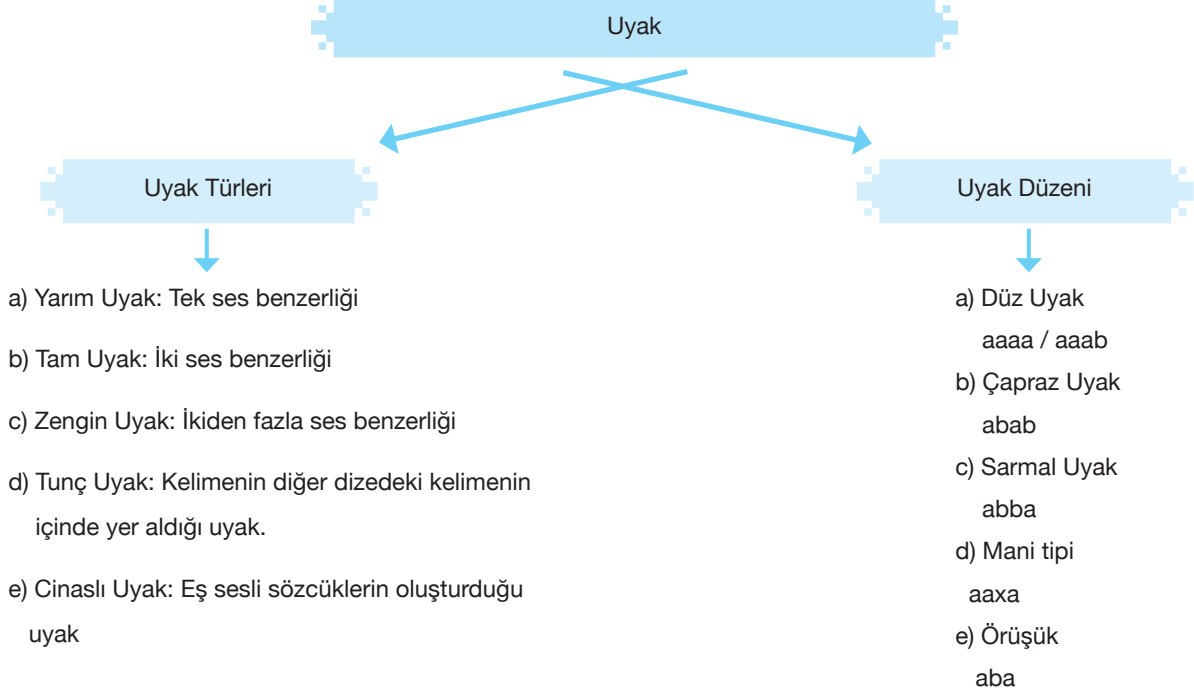 Uyak
Uyak Türleri
a) Yarım Uyak: Tek ses benzerliği
b) Tam Uyak: İki ses benzerliği
c) Zengin Uyak: İkiden fazla ses benzerliği
d) Tunç Uyak: Kelimenin diğer dizedeki kelimenin
içinde yer aldığı uyak.
e) Cinaslı Uyak: Eş sesli sözcüklerin oluşturduğu
uyak
Uyak Düzeni
a) Düz Uyak
aaaa / aaab
b) Çapraz Uyak
abab
c) Sarmal Uyak
abba
d) Mani tipi
aaxa
e) Örüşük
aba